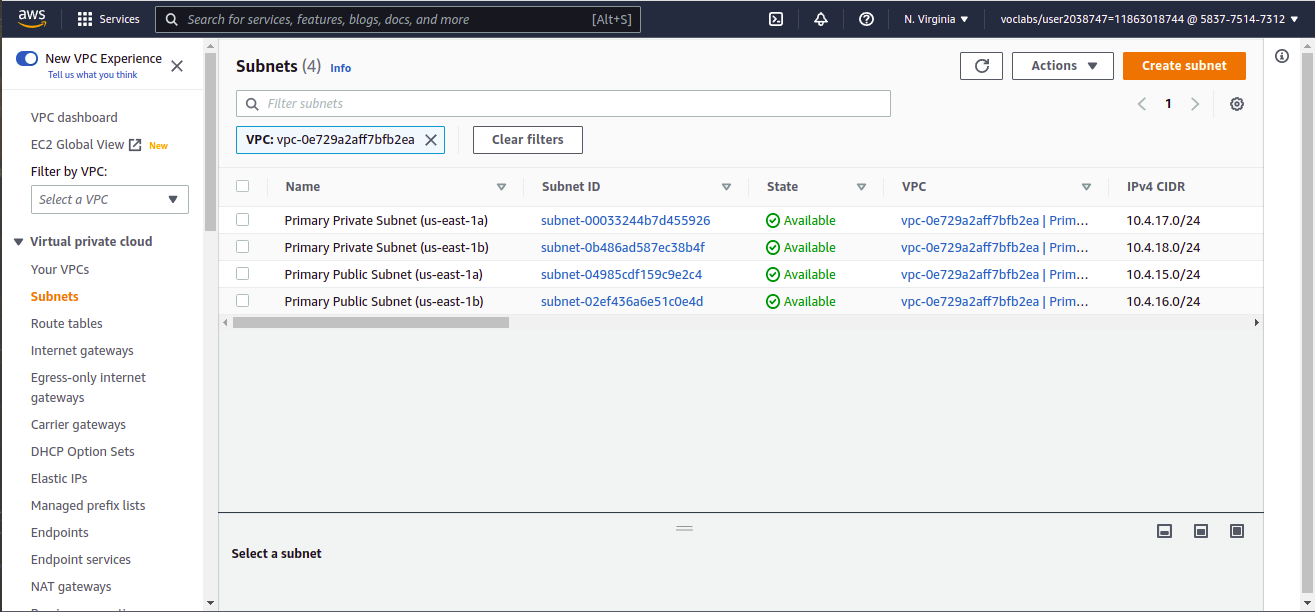 aws Services Search for services, features, blogs, docs, and more [Alt+S] N. Virginia voclabs/user2038747=11863018744 @ 5837-7514-7312
New VPC Experience
Tell us what you think
VPC dashboard
EC2 Global View New
Filter by VPC:
Select a VPC
Virtual private cloud
Your VPCs
Subnets
Route tables
Internet gateways
Egress-only internet
gateways
Carrier gateways
DHCP Option Sets
Elastic IPs
Managed prefix lists
Endpoints
Endpoint services
NAT gateways
Subnets (4) Info Actions Create subnet
Filter subnets 1
VPC: vpc-0e729a2aff7bfb2ea Clear filters
Name Subnet ID State VPC IPv4 CIDR
Primary Private Subnet (us-east-1a) subnet-00033244b7d455926 Available vpc-0e729a2aff7bfb2ea | Prim... 10.4.17.0/24
Primary Private Subnet (us-east-1b) subnet-0b486ad587ec38b4f Available vpc-0e729a2aff7bfb2ea | Prim... 10.4.18.0/24
Primary Public Subnet (us-east-1a) subnet-04985cdf159c9e2c4 Available vpc-0e729a2aff7bfb2ea | Prim... 10.4.15.0/24
Primary Public Subnet (us-east-1b) subnet-02ef436a6e51c0e4d Available vpc-0e729a2aff7bfb2ea | Prim... 10.4.16.0/24
Select a subnet